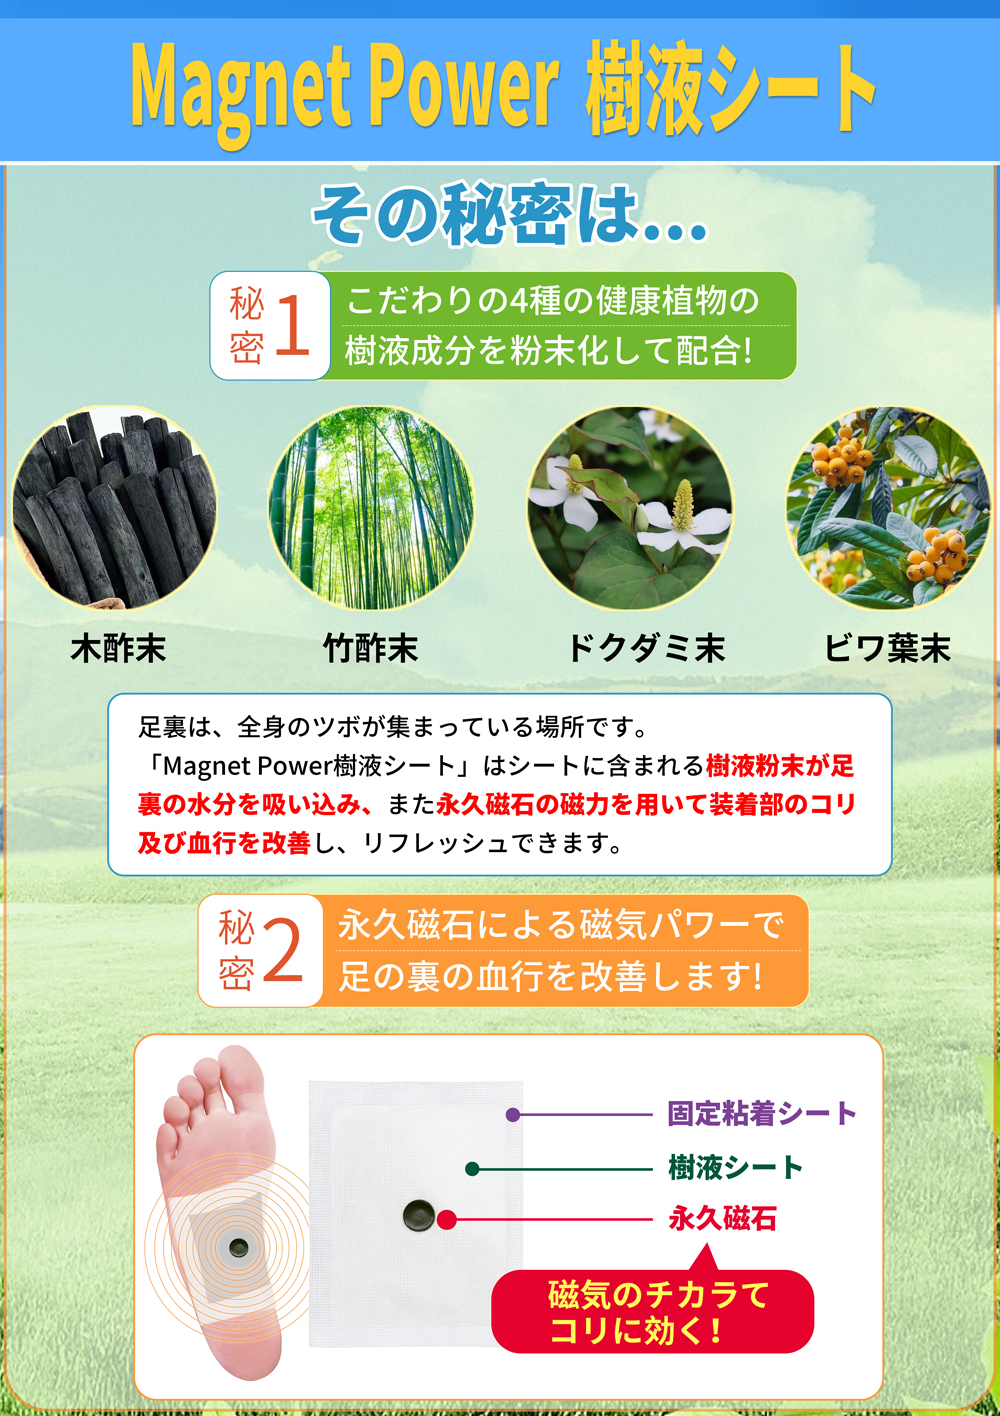 Magnet Power 樹液シート
その秘密は...
秘密1
こだわりの4種の健康植物の
樹液成分を粉末化して配合!
木酢末
竹酢末
ドクダミ末
ビワ葉末
足裏は、全身のツボが集まっている場所です。
「Magnet Power樹液シート」はシートに含まれる樹液粉末が足
裏の水分を吸い込み、また永久磁石の磁力を用いて装着部のコリ
及び血行を改善し、リフレッシュできます。
秘密2
永久磁石による磁気パワーで
足の裏の血行を改善します!
固定粘着シート
樹液シート
永久磁石
磁気のチカラて
コリに効く!